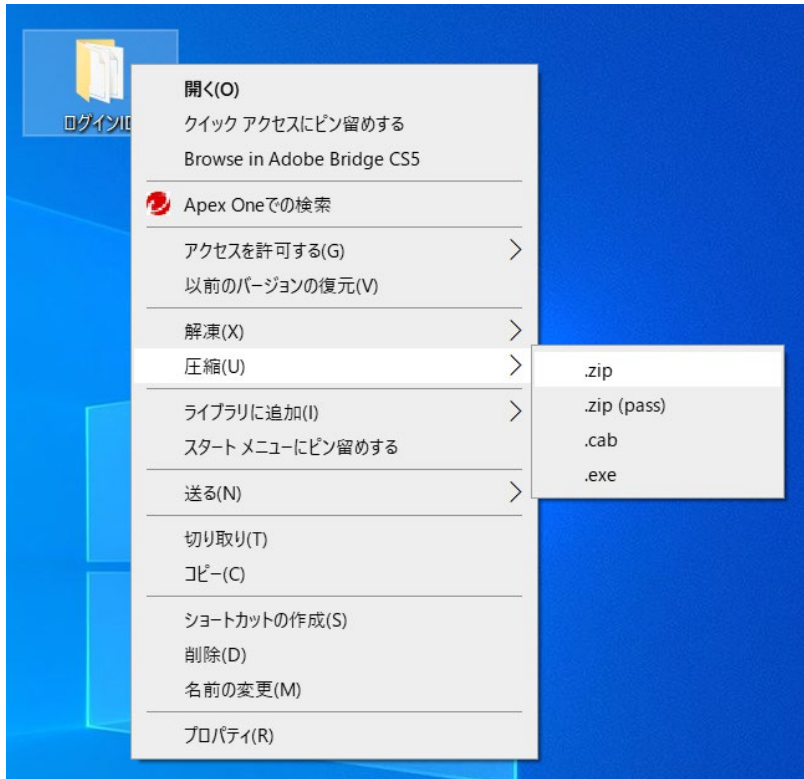 ログインID
開く(O)
クイック アクセスにピン留めする
Browse in Adobe Bridge CS5
Apex Oneでの検索
アクセスを許可する(G)
以前のバージョンの復元(V)
解凍(X)
圧縮(U)
.zip
.zip (pass)
.cab
.exe
ライブラリに追加(I)
スタート メニューにピン留めする
送る(N)
切り取り(T)
コピー(C)
ショートカットの作成(S)
削除(D)
名前の変更(M)
プロパティ(R)